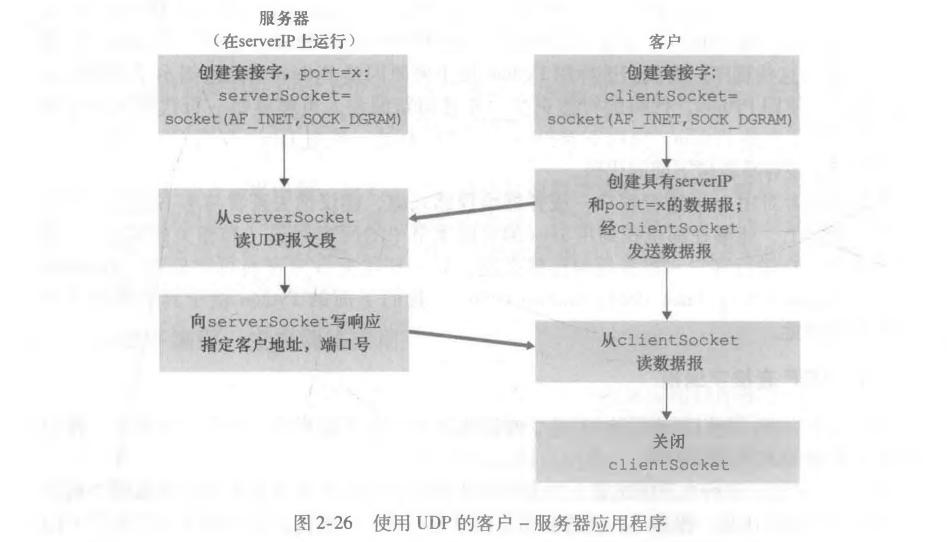 服务器
（在serverIP上运行）
创建套接字，port=x：
serverSocket=
socket(AF_INET,SOCK_DGRAM)
从serverSocket
读UDP报文段
向serverSocket写响应
指定客户地址，端口号
客户
创建套接字：
clientSocket=
socket(AF_INET,SOCK_DGRAM)
创建具有serverIP
和port=x的数据报；
经clientSocket
发送数据报
从clientSocket
读数据报
关闭
clientSocket
图 2-26 使用 UDP 的客户－服务器应用程序